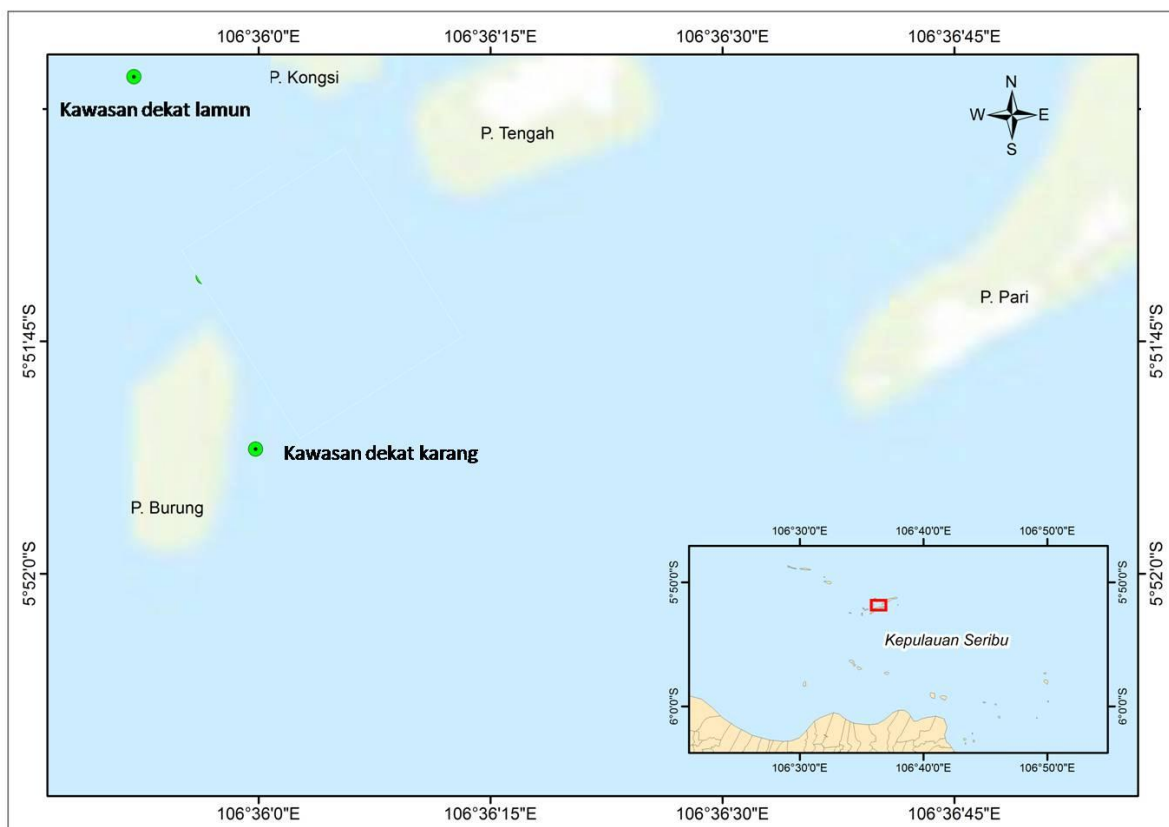 106°36'0"E 106°36'15"E 106°36'30"E 106°36'45"E
P. Kongsi
Kawasan dekat lamun
N
W E
S
P. Tengah
P. Pari
5°51'45"S 5°51'45"S
Kawasan dekat karang
P. Burung
5°52'0"S 5°52'0"S
106°30'0"E 106°40'0"E 106°50'0"E
5°50'0"S 5°50'0"S
Kepulauan Seribu
6°0'0"S 6°0'0"S
106°30'0"E 106°40'0"E 106°50'0"E
106°36'0"E 106°36'15"E 106°36'30"E 106°36'45"E